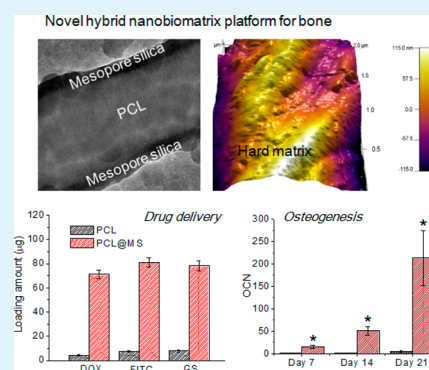 Novel hybrid nanobiomatrix platform for bone
Mesopore silica
PCL
Mesopore silica
Hard matrix
2.0 µm
1.5
1.0
0.5
115.0 nm
57.5
0.0
-57.5
-115.0
Drug delivery
PCL
PCL@MS
Loading amount (µg)
120
100
80
60
40
20
0
DOX FITC GS
Osteogenesis
OCN
300
250
200
150
100
50
0
* * *
Day 7 Day 14 Day 21